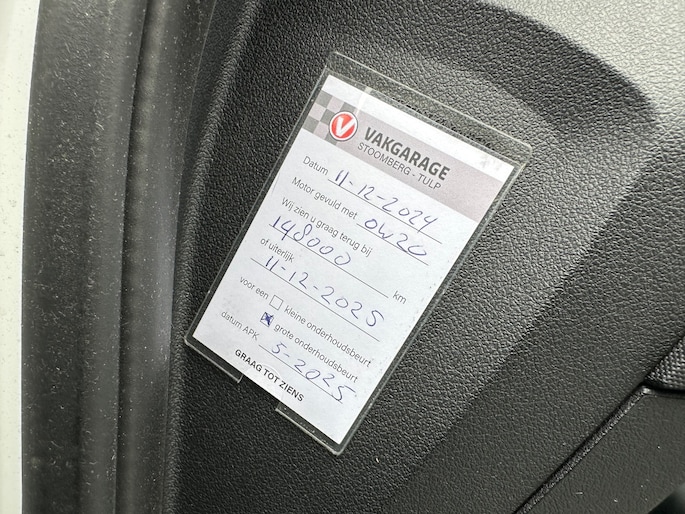 V VAKGARAGE
STOOMBERG - TULP
Datum 11-12-2024
Motor gevuld met 0W20
Wij zien u graag terug bij
148000 km
of uiterlijk
11-12-2025
voor een kleine onderhoudsbeurt
grote onderhoudsbeurt
datum APK 5-2025
GRAAG TOT ZIENS